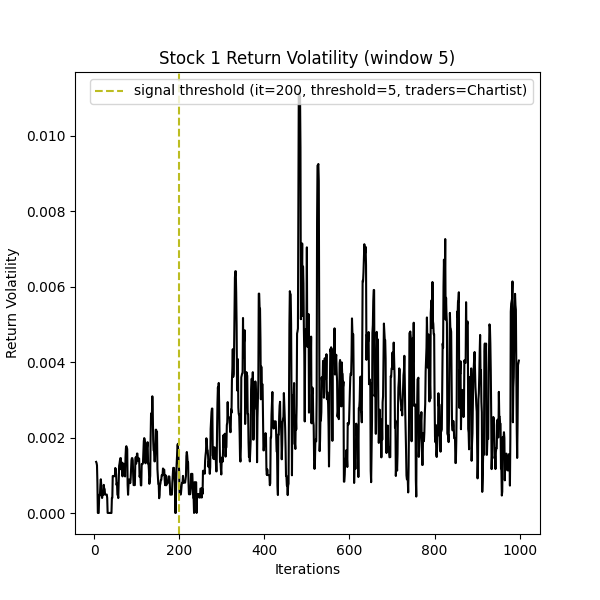 Stock 1 Return Volatility (window 5)
signal threshold (it=200, threshold=5, traders=Chartist)
0.010
0.008
0.006
0.004
0.002
0.000
Return Volatility
0 200 400 600 800 1000
Iterations